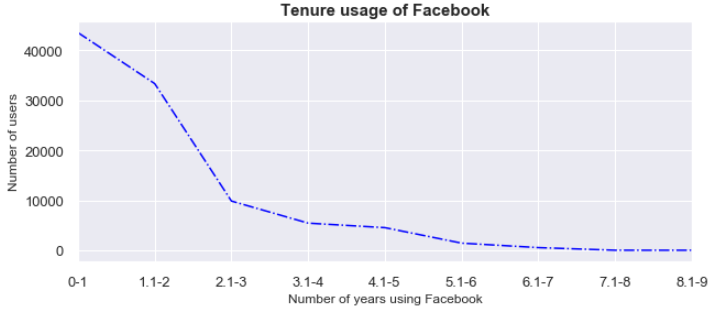 Tenure usage of Facebook
Number of users
40000
30000
20000
10000
0
0-1 1.1-2 2.1-3 3.1-4 4.1-5 5.1-6 6.1-7 7.1-8 8.1-9
Number of years using Facebook